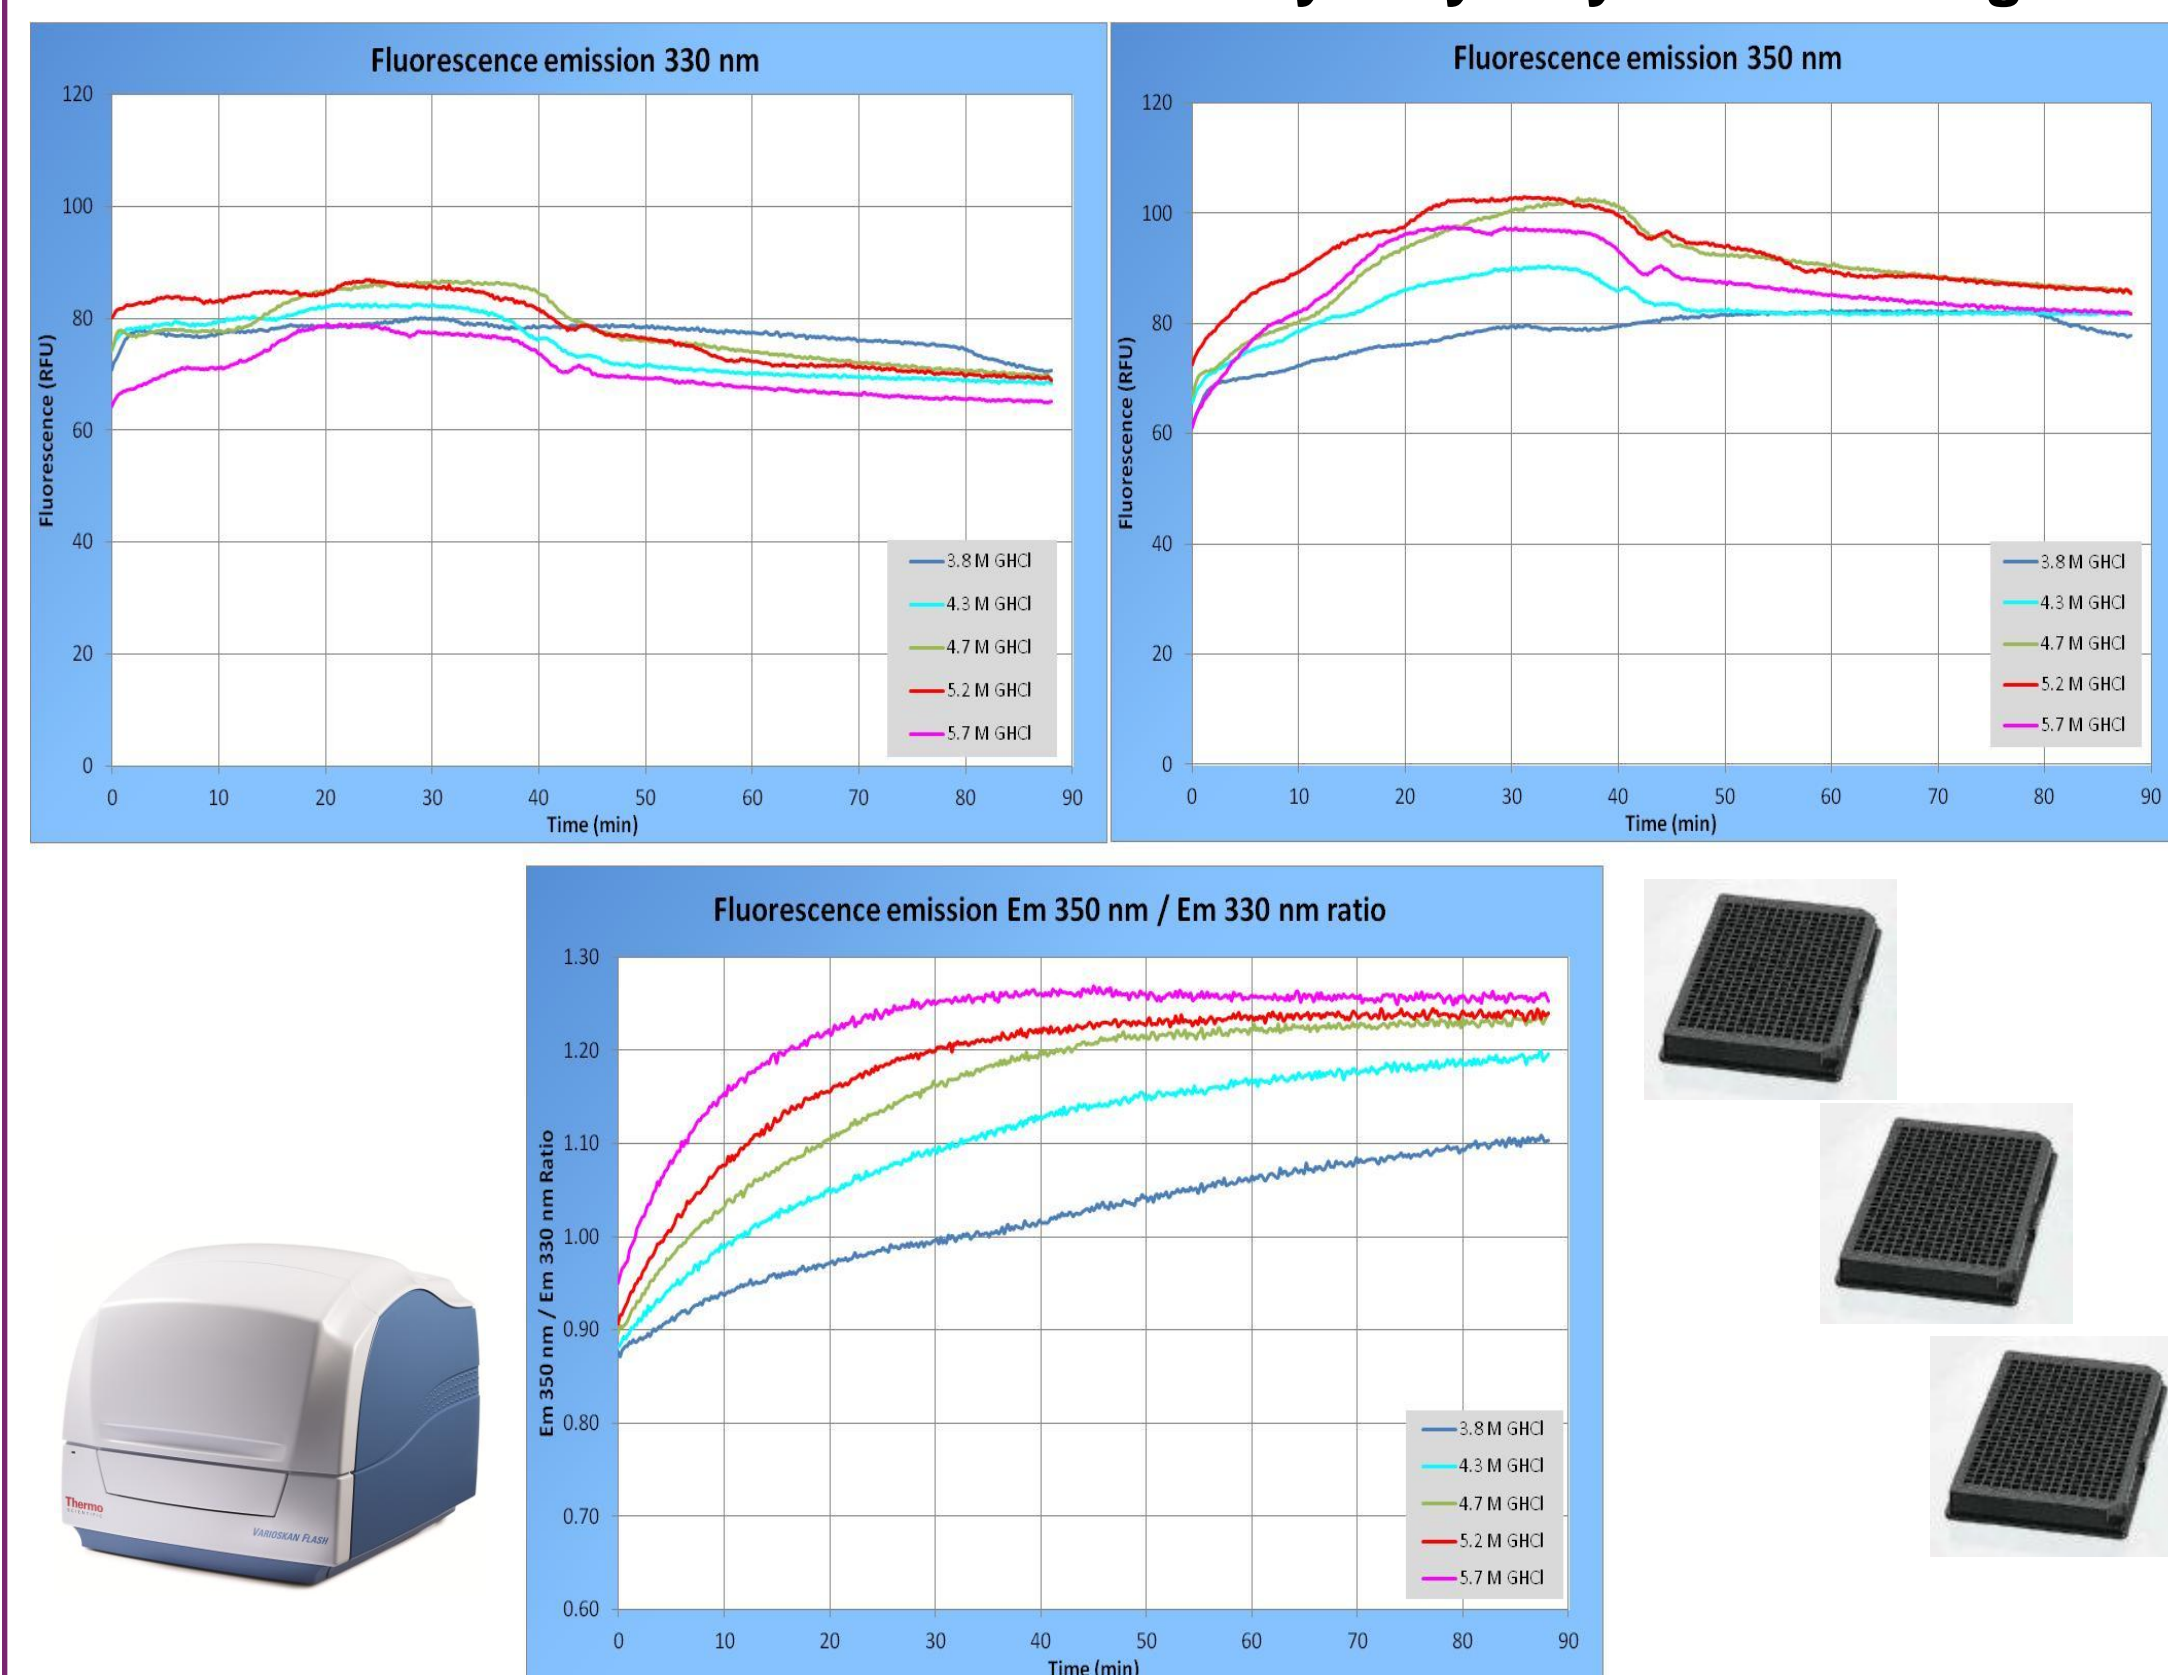 Fluorescence emission 330 nm
120
100
80
60
40
20
0
0 10 20 30 40 50 60 70 80 90
Fluorescence (RFU)
Time (min)
3.8 M GHCl
4.3 M GHCl
4.7 M GHCl
5.2 M GHCl
5.7 M GHCl
Fluorescence emission 350 nm
120
100
80
60
40
20
0
0 10 20 30 40 50 60 70 80 90
Fluorescence (RFU)
Time (min)
3.8 M GHCl
4.3 M GHCl
4.7 M GHCl
5.2 M GHCl
5.7 M GHCl
Fluorescence emission Em 350 nm / Em 330 nm ratio
1.30
1.20
1.10
1.00
0.90
0.80
0.70
0.60
0 10 20 30 40 50 60 70 80 90
Em 350 nm / Em 330 nm Ratio
Time (min)
3.8 M GHCl
4.3 M GHCl
4.7 M GHCl
5.2 M GHCl
5.7 M GHCl
Thermo
SCIENTIFIC
VARIOSKAN FLASH